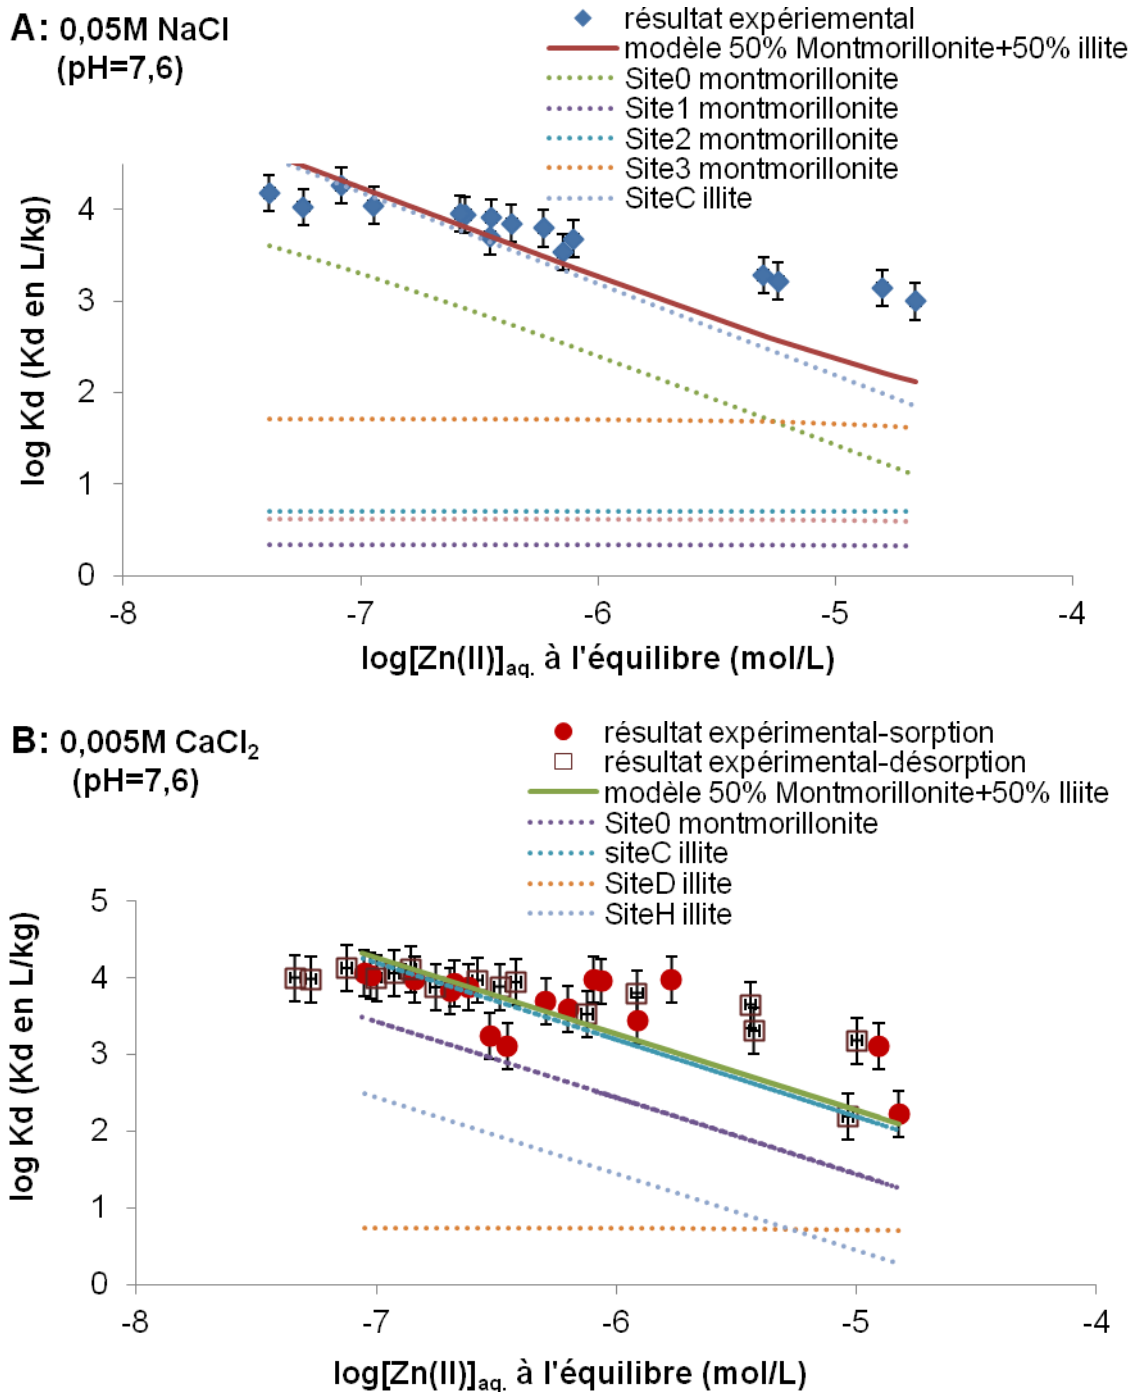 A: 0,05M NaCl
(pH=7,6)
résultat expériemental
modèle 50% Montmorillonite+50% illite
Site0 montmorillonite
Site1 montmorillonite
Site2 montmorillonite
Site3 montmorillonite
SiteC illite
log Kd (Kd en L/kg)
4
3
2
1
0
-8
-7
-6
-5
-4
log[Zn(II)]aq. à l'équilibre (mol/L)
B: 0,005M CaCl2
(pH=7,6)
résultat expérimental-sorption
résultat expérimental-désorption
modèle 50% Montmorillonite+50% Iliite
Site0 montmorillonite
siteC illite
SiteD illite
SiteH illite
log Kd (Kd en L/kg)
5
4
3
2
1
0
-8
-7
-6
-5
-4
log[Zn(II)]aq. à l'équilibre (mol/L)